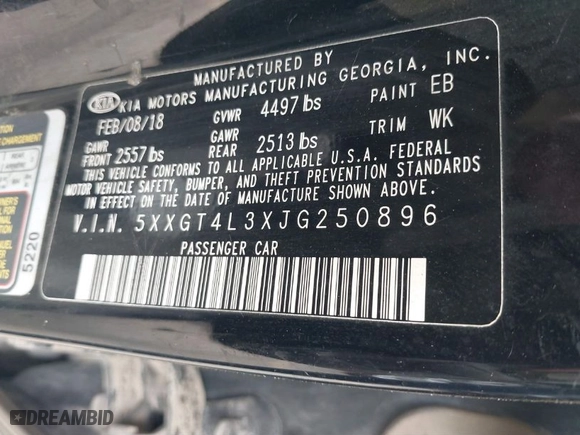 MANUFACTURED BY
KIA KIA MOTORS MANUFACTURING GEORGIA, INC.
FEB/08/18 GVWR 4497 lbs PAINT EB
GAWR FRONT 2557 lbs GAWR REAR 2513 lbs TRIM WK
THIS VEHICLE CONFORMS TO ALL APPLICABLE U.S.A. FEDERAL
MOTOR VEHICLE SAFETY, BUMPER, AND THEFT PREVENTION STANDARDS
IN EFFECT ON THE DATE OF MANUFACTURE SHOWN ABOVE.
V.I.N. 5XXGT4L3XJG250896
PASSENGER CAR
5220
DREAMBID